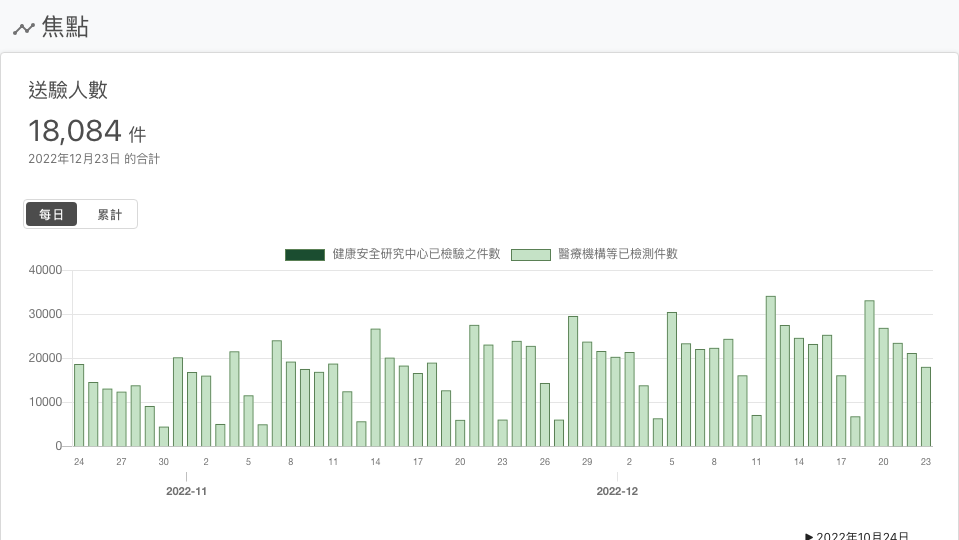 焦點
送驗人數
18,084 件
2022年12月23日 的合計
每日 累計
健康安全研究中心已檢驗之件數 醫療機構等已檢測件數
40000
30000
20000
10000
0
24 27 30 2 5 8 11 14 17 20 23 26 29 2 5 8 11 14 17 20 23
2022-11 2022-12
▶ 2022年10月24日